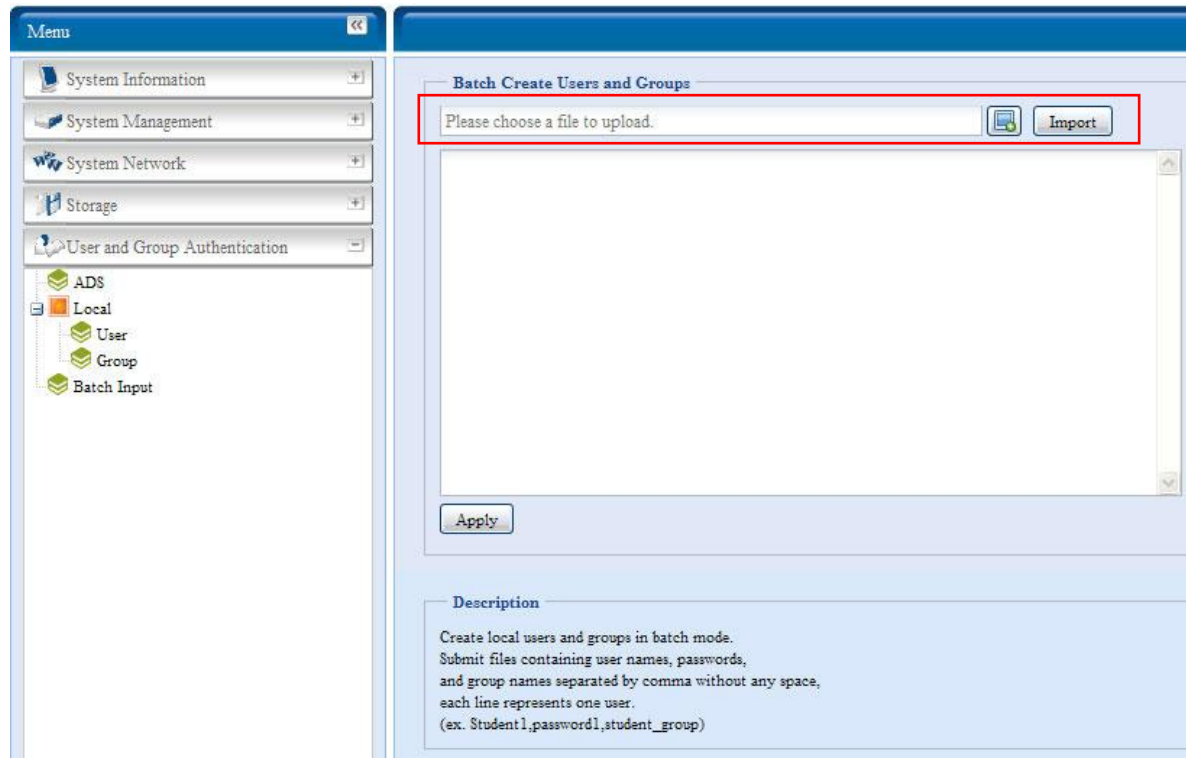 Menu
System Information
System Management
System Network
Storage
User and Group Authentication
ADS
Local
User
Group
Batch Input
Batch Create Users and Groups
Please choose a file to upload.
Import
Apply
Description
Create local users and groups in batch mode.
Submit files containing user names, passwords,
and group names separated by comma without any space,
each line represents one user.
(ex. Student1,password1,student_group)